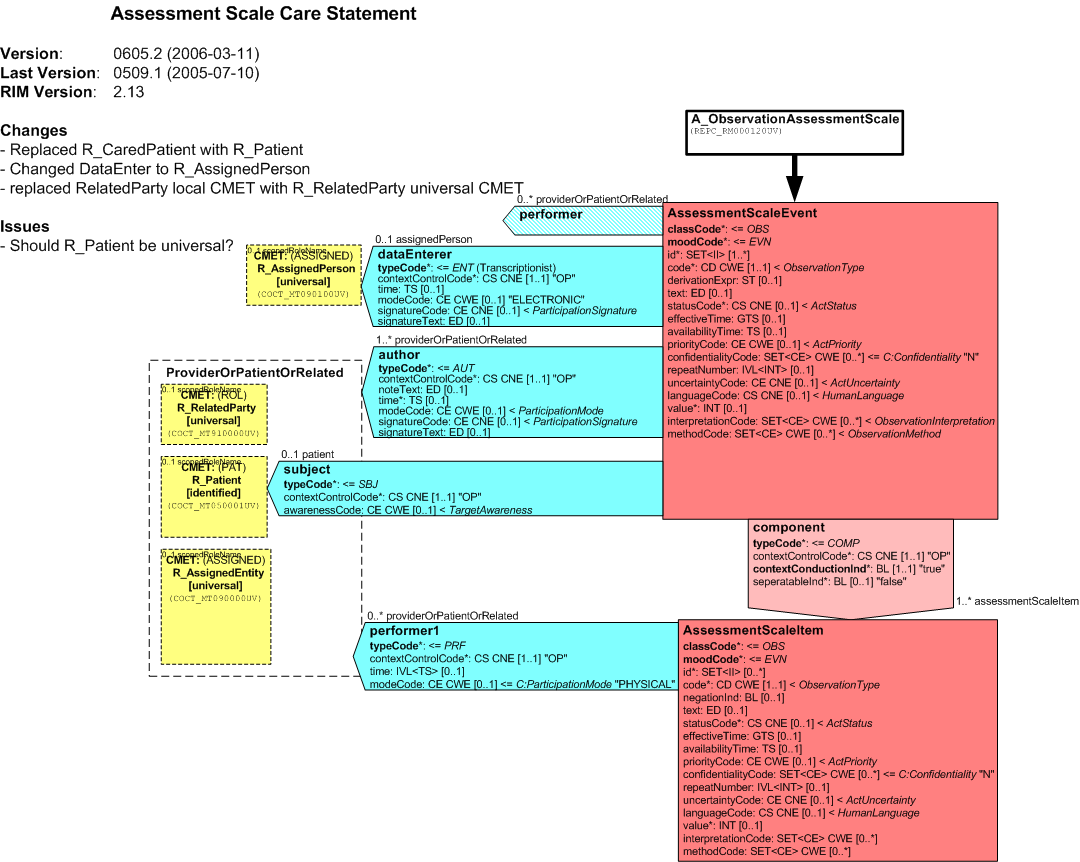 Assessment Scale Care Statement
Version: 0605.2 (2006-03-11)
Last Version: 0509.1 (2005-07-10)
RIM Version: 2.13
Changes
- Replaced R_CaredPatient with R_Patient
- Changed DataEnter to R_AssignedPerson
- replaced RelatedParty local CMET with R_RelatedParty universal CMET
Issues
- Should R_Patient be universal?
A_ObservationAssessmentScale
(REPC_RM000120UV)
0..* providerOrPatientOrRelated
performer
0..1 assignedPerson
dataEnterer
typeCode*: <= ENT (Transcriptionist)
contextControlCode*: CS CNE [1..1] "OP"
time: TS [0..1]
modeCode: CE CWE [0..1] "ELECTRONIC"
signatureCode: CE CNE [0..1] < ParticipationSignature
signatureText: ED [0..1]
0..1 scopedRoleName
CMET: (ASSIGNED)
R_AssignedPerson
[universal]
(COCT_MT090100UV)
1..* providerOrPatientOrRelated
author
typeCode*: <= AUT
contextControlCode*: CS CNE [1..1] "OP"
noteText: ED [0..1]
time*: TS [0..1]
modeCode: CE CWE [0..1] < ParticipationMode
signatureCode: CE CNE [0..1] < ParticipationSignature
signatureText: ED [0..1]
ProviderOrPatientOrRelated
0..1 scopedRoleName
CMET: (ROL)
R_RelatedParty
[universal]
(COCT_MT910000UV)
0..1 scopedRoleName
CMET: (PAT)
R_Patient
[identified]
(COCT_MT050001UV)
0..1 scopedRoleName
CMET: (ASSIGNED)
R_AssignedEntity
[universal]
(COCT_MT090000UV)
0..1 patient
subject
typeCode*: <= SBJ
contextControlCode*: CS CNE [1..1] "OP"
awarenessCode: CE CWE [0..1] < TargetAwareness
AssessmentScaleEvent
classCode*: <= OBS
moodCode*: <= EVN
id*: SET<II> [1..*]
code*: CD CWE [1..1] < ObservationType
derivationExpr: ST [0..1]
text: ED [0..1]
statusCode*: CS CNE [0..1] < ActStatus
effectiveTime: GTS [0..1]
availabilityTime: TS [0..1]
priorityCode: CE CWE [0..1] < ActPriority
confidentialityCode: SET<CE> CWE [0..*] <= C:Confidentiality "N"
repeatNumber: IVL<INT> [0..1]
uncertaintyCode: CE CNE [0..1] < ActUncertainty
languageCode: CS CNE [0..1] < HumanLanguage
value*: INT [0..1]
interpretationCode: SET<CE> CWE [0..*] < ObservationInterpretation
methodCode: SET<CE> CWE [0..*] < ObservationMethod
component
typeCode*: <= COMP
contextControlCode*: CS CNE [1..1] "OP"
contextConductionInd*: BL [1..1] "true"
seperatableInd*: BL [0..1] "false"
1..* assessmentScaleItem
0..* providerOrPatientOrRelated
performer1
typeCode*: <= PRF
contextControlCode*: CS CNE [1..1] "OP"
time: IVL<TS> [0..1]
modeCode: CE CWE [0..1] <= C:ParticipationMode "PHYSICAL"
AssessmentScaleItem
classCode*: <= OBS
moodCode*: <= EVN
id*: SET<II> [0..*]
code*: CD CWE [1..1] < ObservationType
negationInd: BL [0..1]
text: ED [0..1]
statusCode*: CS CNE [0..1] < ActStatus
effectiveTime: GTS [0..1]
availabilityTime: TS [0..1]
priorityCode: CE CWE [0..1] < ActPriority
confidentialityCode: SET<CE> CWE [0..*] <= C:Confidentiality "N"
repeatNumber: IVL<INT> [0..1]
uncertaintyCode: CE CNE [0..1] < ActUncertainty
languageCode: CS CNE [0..1] < HumanLanguage
value*: INT [0..1]
interpretationCode: SET<CE> CWE [0..*]
methodCode: SET<CE> CWE [0..*]